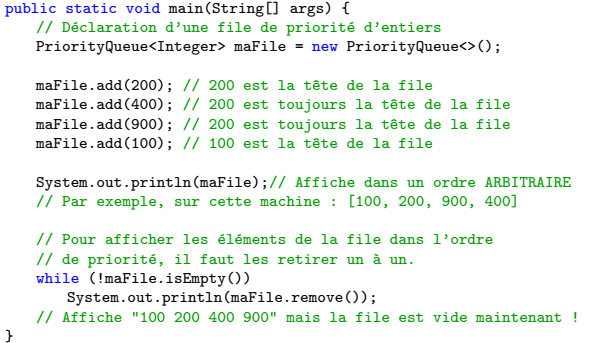 public static void main(String[] args) {
// Déclaration d'une file de priorité d'entiers
PriorityQueue<Integer> maFile = new PriorityQueue<>();
maFile.add(200); // 200 est la tête de la file
maFile.add(400); // 200 est toujours la tête de la file
maFile.add(900); // 200 est toujours la tête de la file
maFile.add(100); // 100 est la tête de la file
System.out.println(maFile);// Affiche dans un ordre ARBITRAIRE
// Par exemple, sur cette machine : [100, 200, 900, 400]
// Pour afficher les éléments de la file dans l'ordre
// de priorité, il faut les retirer un à un.
while (!maFile.isEmpty())
System.out.println(maFile.remove());
// Affiche "100 200 400 900" mais la file est vide maintenant !
}